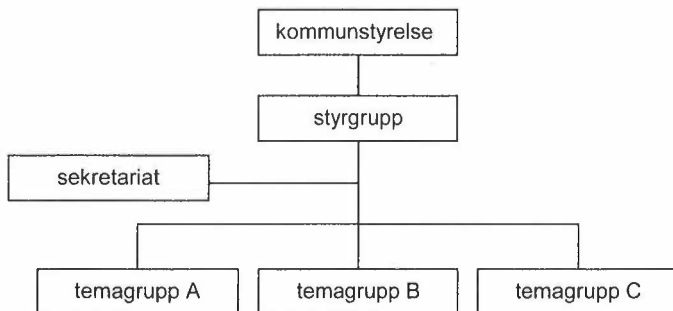 kommunstyrelse
styrgrupp
sekretariat
temagrupp A
temagrupp B
temagrupp C